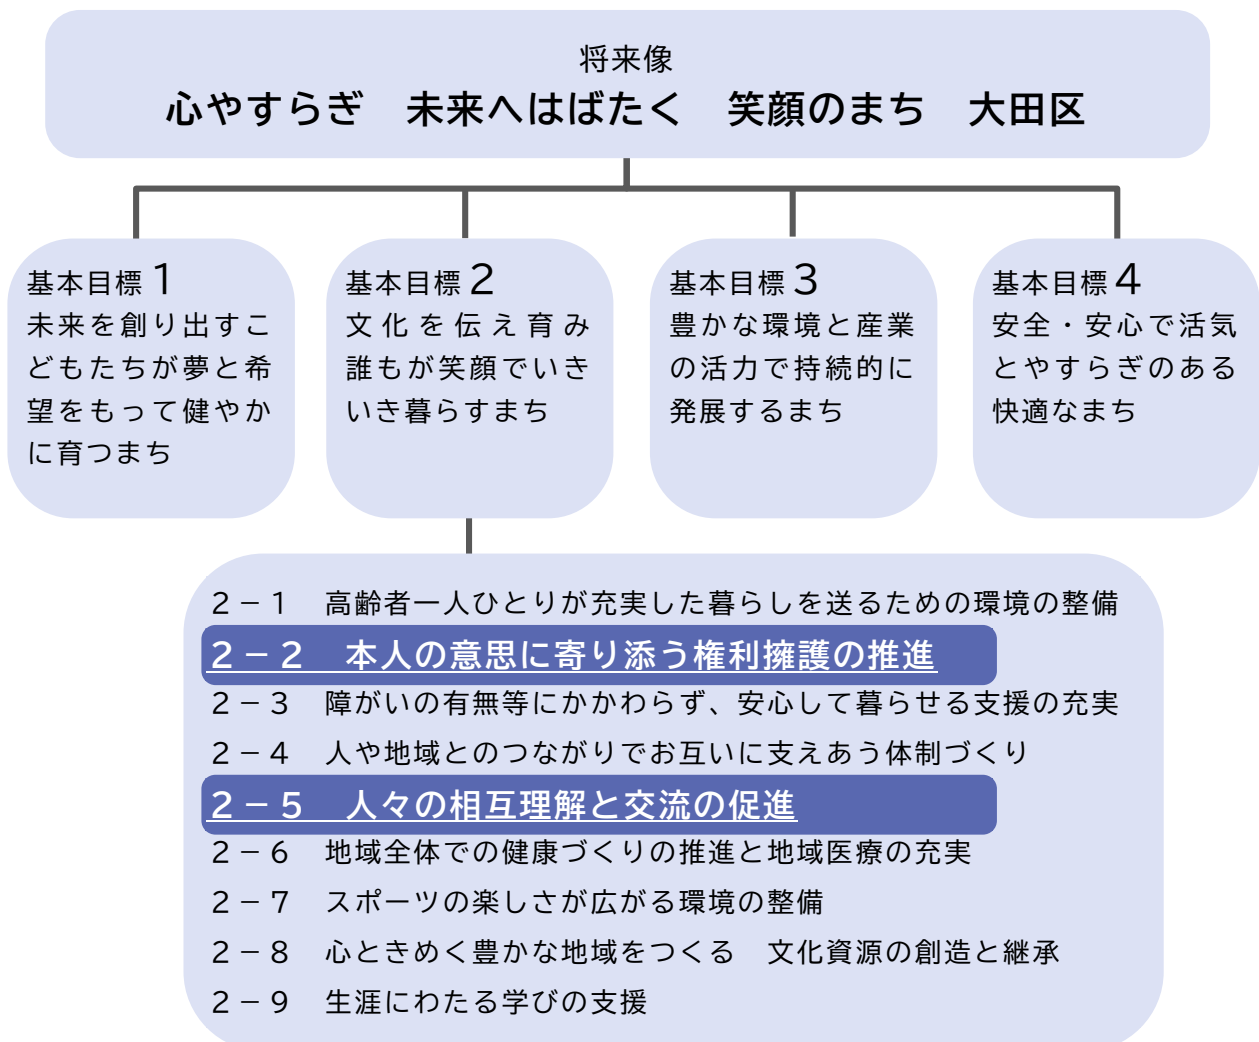 将来像
心やすらぎ　未来へはばたく　笑顔のまち　大田区
基本目標 1
未来を創り出すこ
どもたちが夢と希
望をもって健やか
に育つまち
基本目標 2
文化を伝え育み
誰もが笑顔でいき
いき暮らすまち
基本目標 3
豊かな環境と産業
の活力で持続的に
発展するまち
基本目標 4
安全・安心で活気
とやすらぎのある
快適なまち
２－１　高齢者一人ひとりが充実した暮らしを送るための環境の整備
２－２　本人の意思に寄り添う権利擁護の推進
２－３　障がいの有無等にかかわらず、安心して暮らせる支援の充実
２－４　人や地域とのつながりでお互いに支えあう体制づくり
２－５　人々の相互理解と交流の促進
２－６　地域全体での健康づくりの推進と地域医療の充実
２－７　スポーツの楽しさが広がる環境の整備
２－８　心ときめく豊かな地域をつくる　文化資源の創造と継承
２－９　生涯にわたる学びの支援